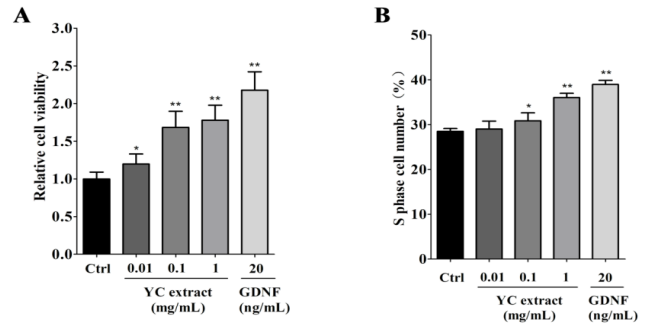 A
Relative cell viability
3.0
2.5
2.0
1.5
1.0
0.5
0.0
*
**
**
**
Ctrl 0.01 0.1 1 20
YC extract GDNF
(mg/mL) (ng/mL)
B
S phase cell number (%)
50
40
30
20
10
0
*
**
**
Ctrl 0.01 0.1 1 20
YC extract GDNF
(mg/mL) (ng/mL)